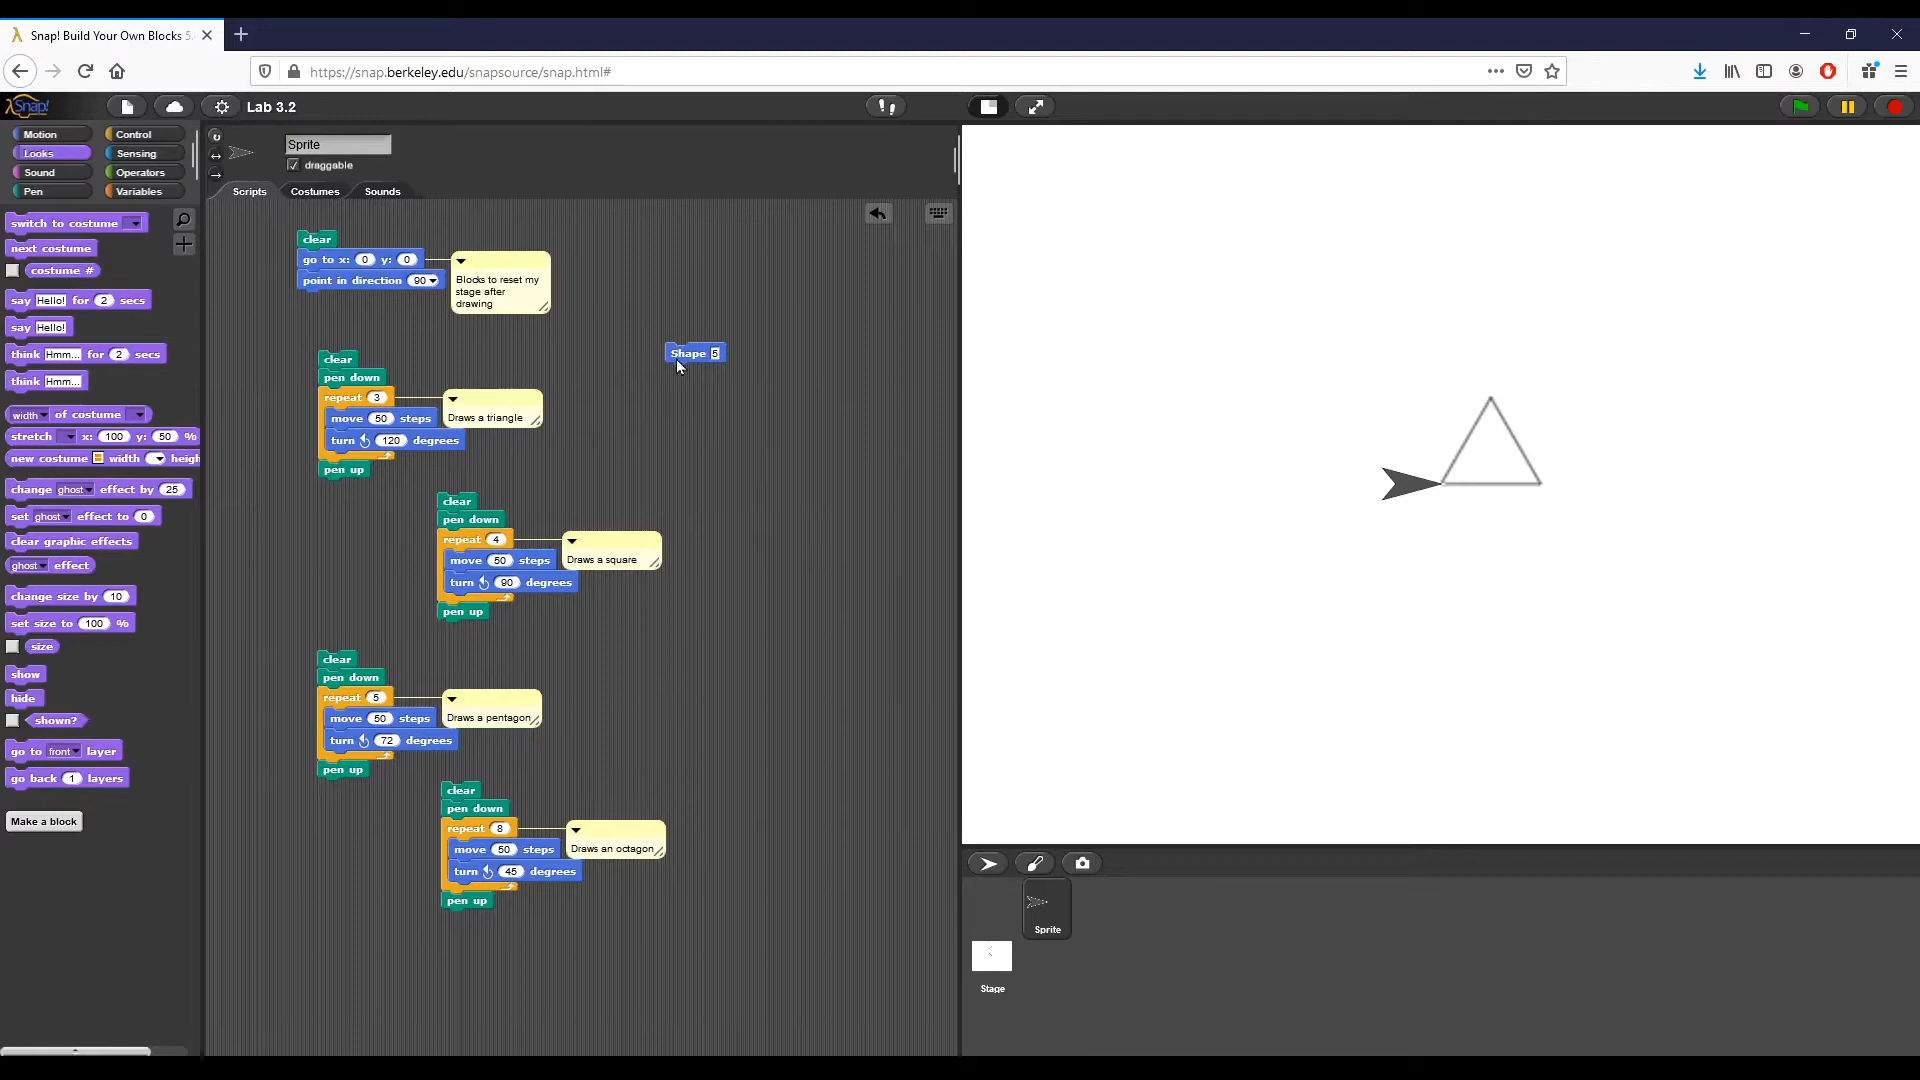 Snap! Build Your Own Blocks 5.
https://snap.berkeley.edu/snapsource/snap.html#
Snap!
Lab 3.2
Motion
Control
Looks
Sensing
Sound
Operators
Pen
Variables
Sprite
draggable
Scripts
Costumes
Sounds
switch to costume
next costume
costume #
say Hello! for 2 secs
say Hello!
think Hmm... for 2 secs
think Hmm...
width of costume
stretch x: 100 y: 50 %
new costume width heigh
change ghost effect by 25
set ghost effect to 0
clear graphic effects
ghost effect
change size by 10
set size to 100 %
size
show
hide
shown?
go to front layer
go back 1 layers
Make a block
clear
go to x: 0 y: 0
point in direction 90
Blocks to reset my
stage after
drawing
Shape 5
clear
pen down
repeat 3
move 50 steps
turn 120 degrees
pen up
Draws a triangle
clear
pen down
repeat 4
move 50 steps
turn 90 degrees
pen up
Draws a square
clear
pen down
repeat 5
move 50 steps
turn 72 degrees
pen up
Draws a pentagon
clear
pen down
repeat 8
move 50 steps
turn 45 degrees
pen up
Draws an octagon
Sprite
Stage